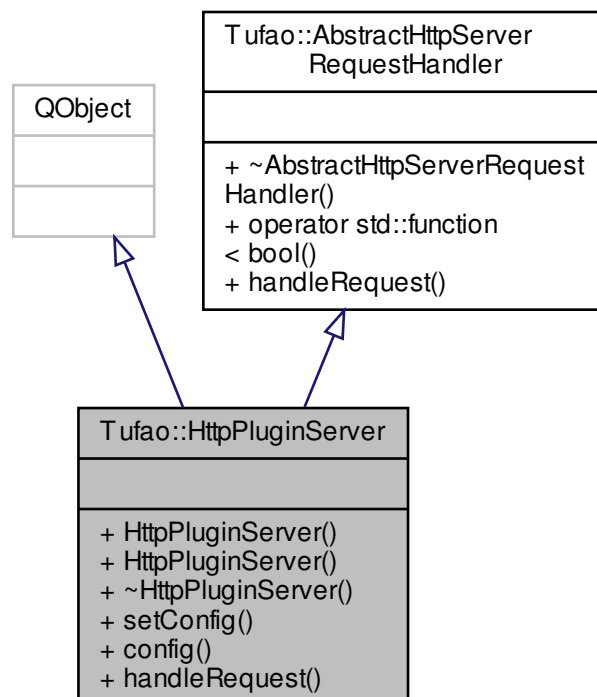 Tufao::AbstractHttpServer
RequestHandler
QObject
+ ~AbstractHttpServerRequest
Handler()
+ operator std::function
< bool()
+ handleRequest()
Tufao::HttpPluginServer
+ HttpPluginServer()
+ HttpPluginServer()
+ ~HttpPluginServer()
+ setConfig()
+ config()
+ handleRequest()